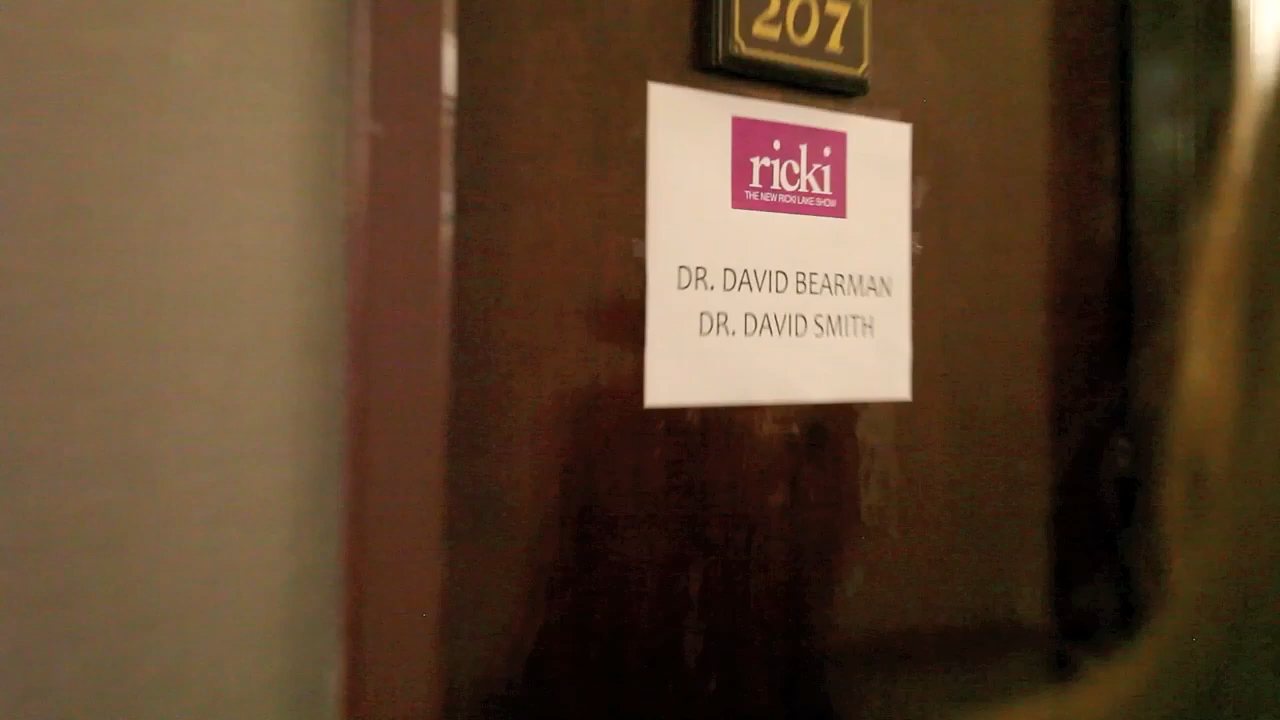 207
ricki
THE NEW RICKI LAKE SHOW
DR. DAVID BEARMAN
DR. DAVID SMITH